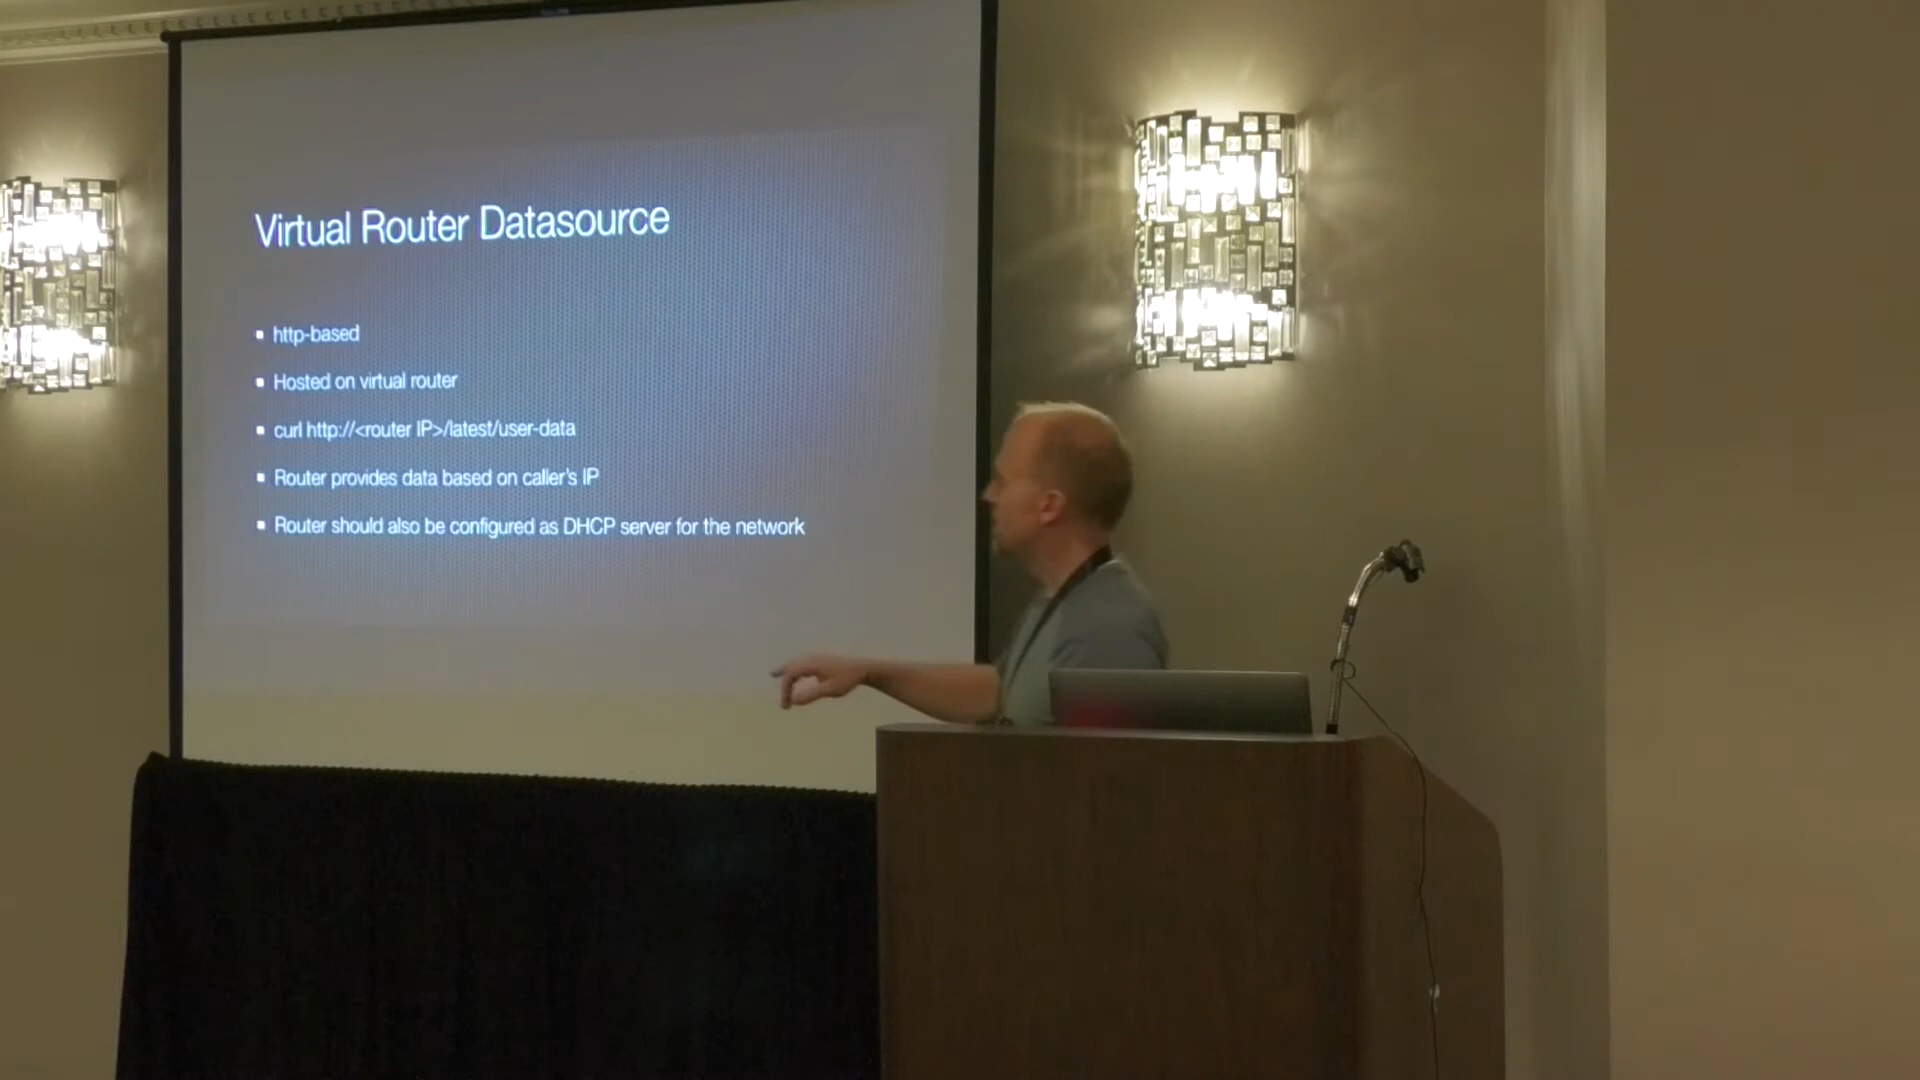 Virtual Router Datasource
▪ http-based
▪ Hosted on virtual router
▪ curl http://<router IP>/latest/user-data
▪ Router provides data based on caller's IP
▪ Router should also be configured as DHCP server for the network